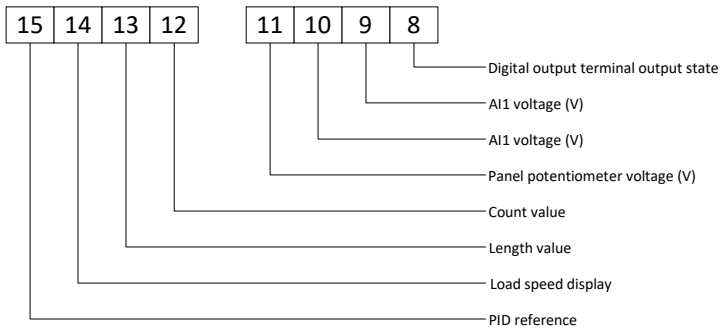 15 14 13 12 11 10 9 8
Digital output terminal output state
AI1 voltage (V)
AI1 voltage (V)
Panel potentiometer voltage (V)
Count value
Length value
Load speed display
PID reference